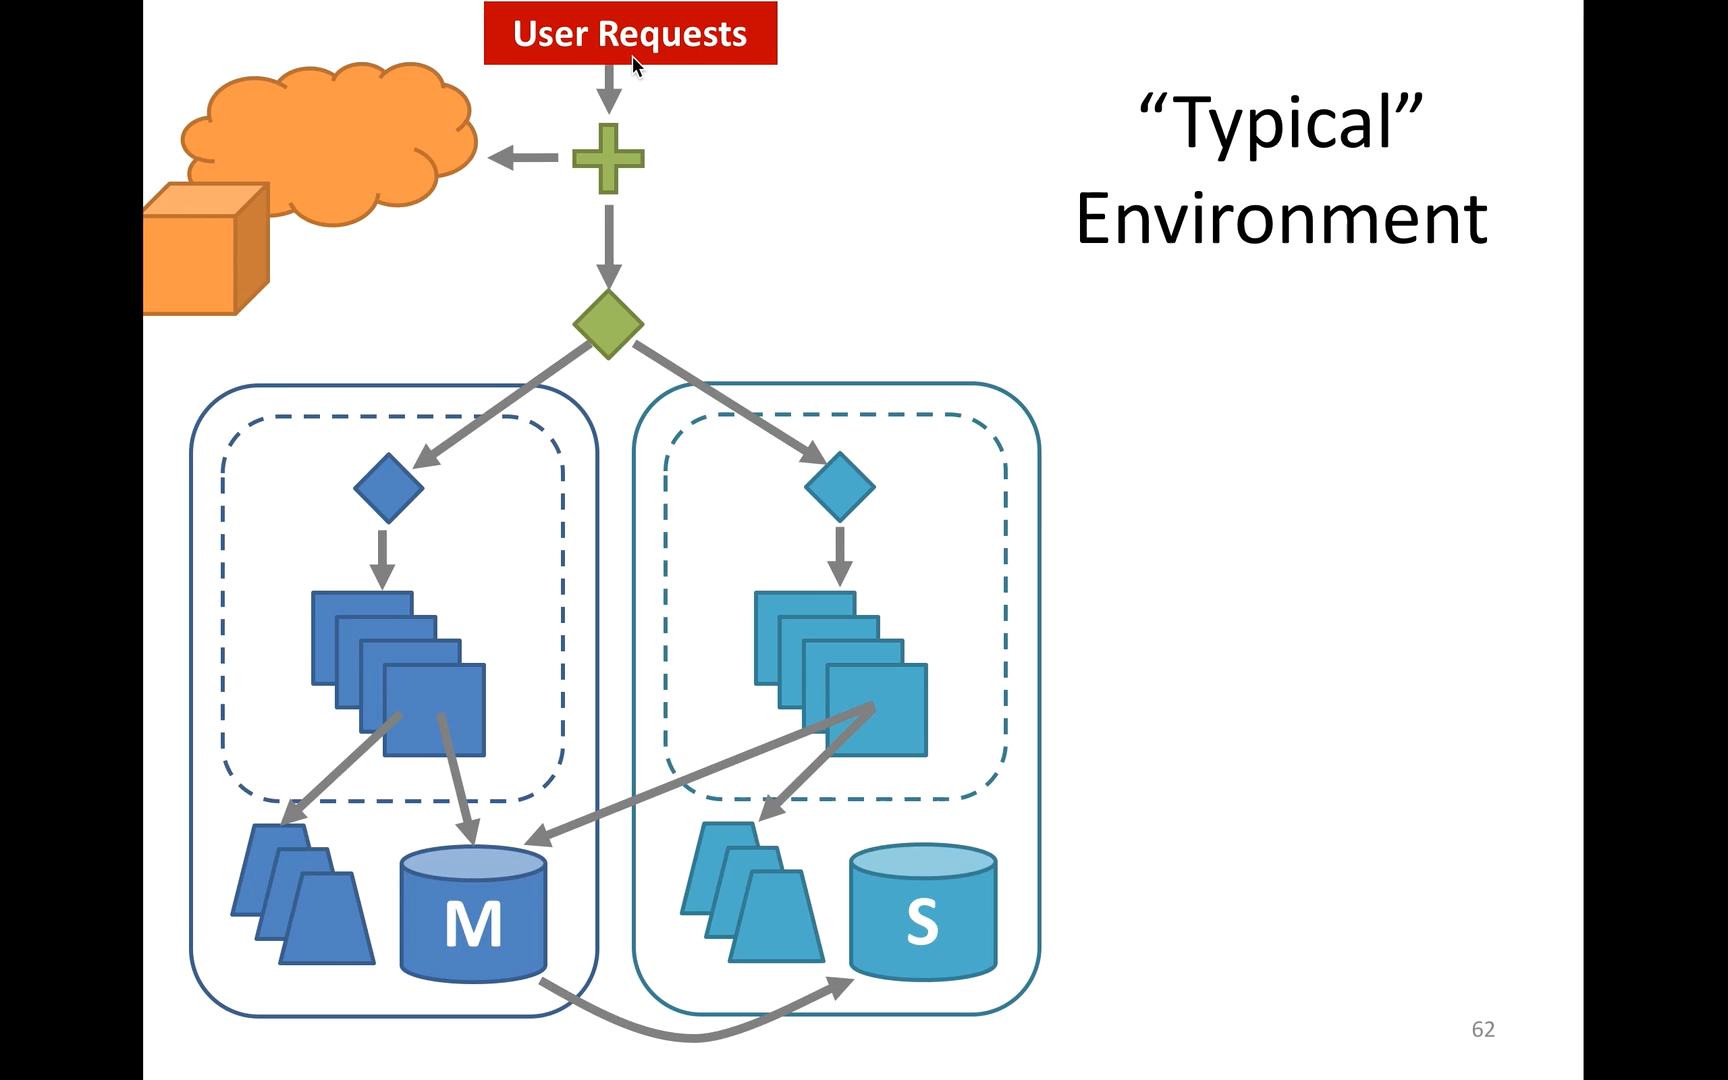 User Requests
“Typical”
Environment
M
S
62